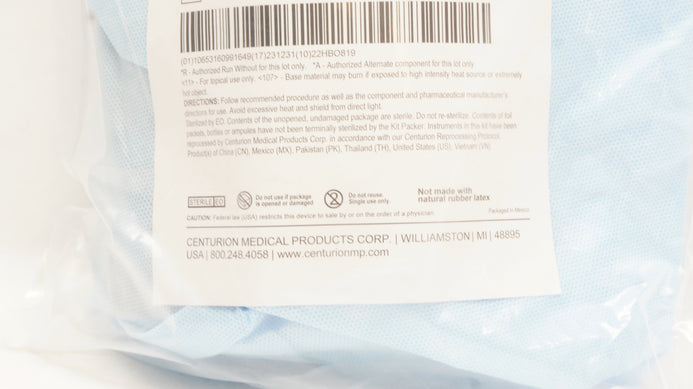 (01)10653160991649(17)231231(10)22HBO819
*R - Authorized Run Without for this lot only. *A - Authorized Alternate component for this lot only
<11> - For topical use only. <107> - Base material may burn if exposed to high intensity heat source or extremely
hot object.
DIRECTIONS: Follow recommended procedure as well as the component and pharmaceutical manufacturer's
directions for use. Avoid excessive heat and shield from direct light.
Sterilized by EO. Contents of the unopened, undamaged package are sterile. Do not re-sterilize. Contents of foil
packets, bottles or ampules have not been terminally sterilized by the Kit Packer. Instruments in this kit have been
reprocessed by Centurion Medical Products Corp. in accordance with our Centurion Reprocessing Protocol.
Product(s) of China (CN), Mexico (MX), Pakistan (PK), Thailand (TH), United States (US), Vietnam (VN)
STERILE EO
Do not use if package
is opened or damaged
2
Do not reuse.
Single use only.
Not made with
natural rubber latex
CAUTION: Federal law (USA) restricts this device to sale by or on the order of a physician.
Packaged in Mexico
CENTURION MEDICAL PRODUCTS CORP. | WILLIAMSTON | MI | 48895
USA | 800.248.4058 | www.centurionmp.com